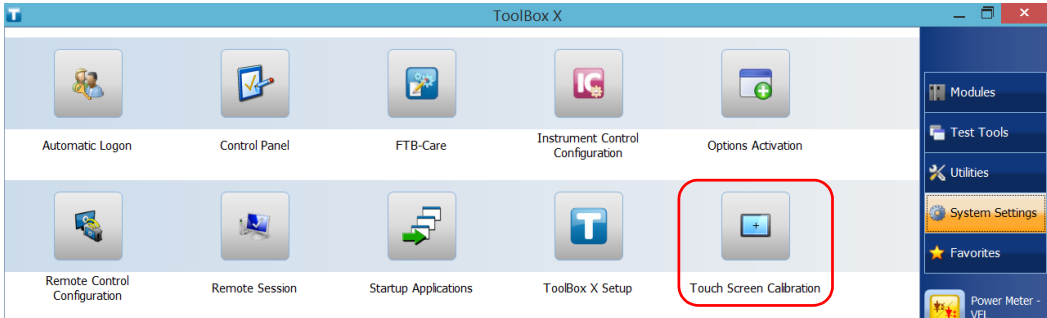 ToolBox X
Automatic Logon
Control Panel
FTB-Care
Instrument Control
Configuration
Options Activation
Remote Control
Configuration
Remote Session
Startup Applications
ToolBox X Setup
Touch Screen Calibration
Modules
Test Tools
Utilities
System Settings
Favorites
Power Meter -
VFL